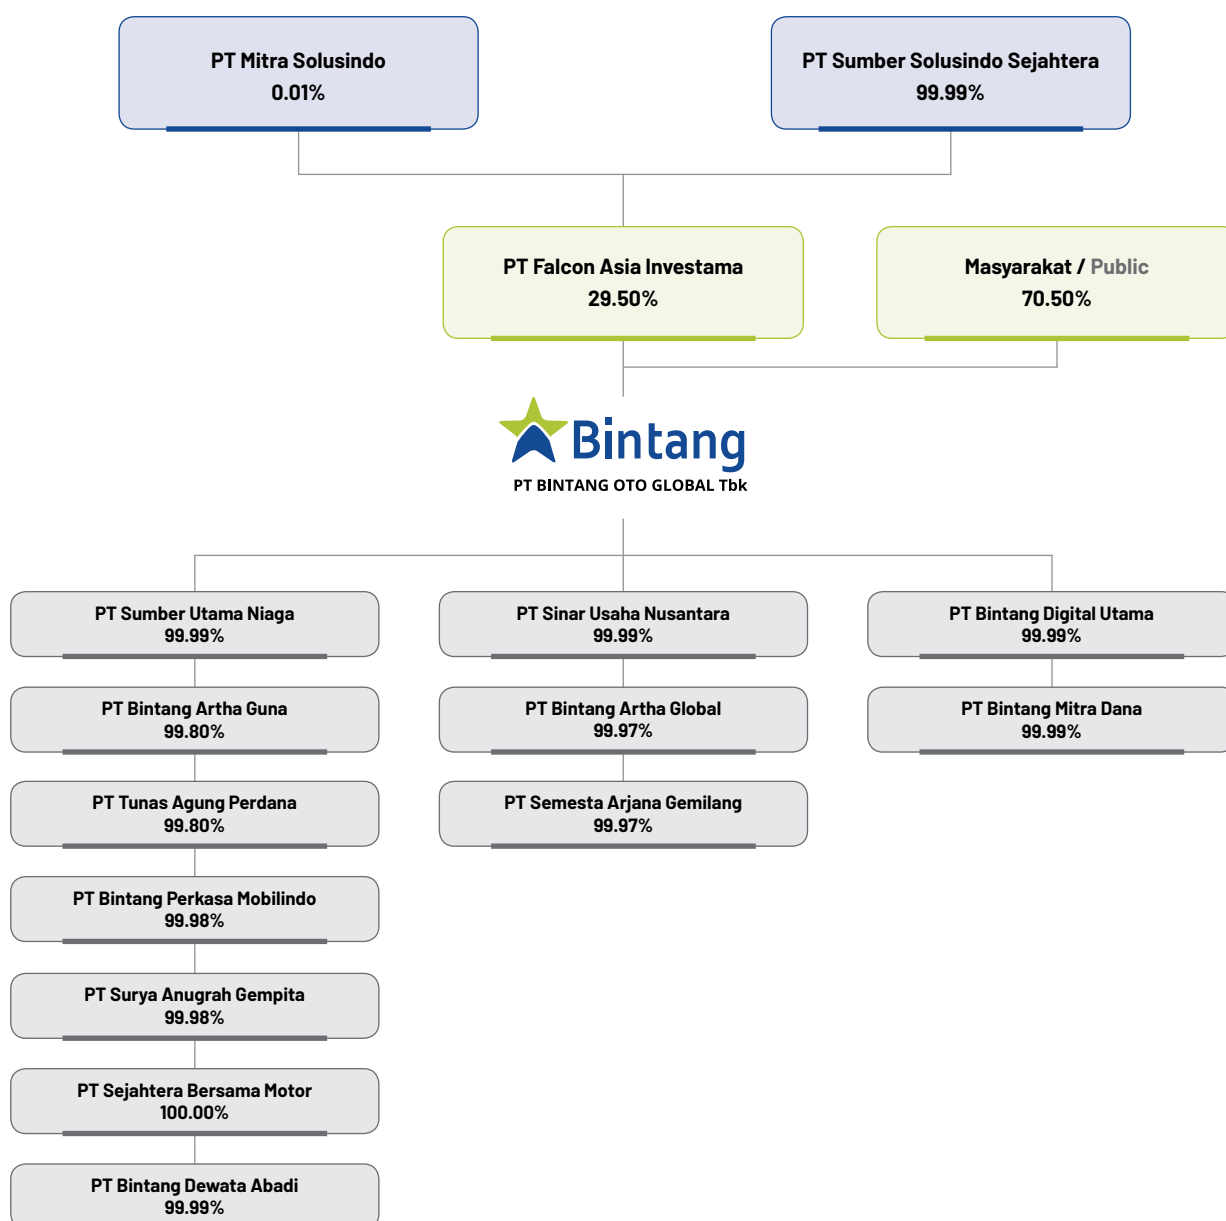 PT Mitra Solusindo
0.01%
PT Sumber Solusindo Sejahtera
99.99%
PT Falcon Asia Investama
29.50%
Masyarakat / Public
70.50%
Bintang
PT BINTANG OTO GLOBAL Tbk
PT Sumber Utama Niaga
99.99%
PT Bintang Artha Guna
99.80%
PT Tunas Agung Perdana
99.80%
PT Bintang Perkasa Mobilindo
99.98%
PT Surya Anugrah Gempita
99.98%
PT Sejahtera Bersama Motor
100.00%
PT Bintang Dewata Abadi
99.99%
PT Sinar Usaha Nusantara
99.99%
PT Bintang Artha Global
99.97%
PT Semesta Arjana Gemilang
99.97%
PT Bintang Digital Utama
99.99%
PT Bintang Mitra Dana
99.99%